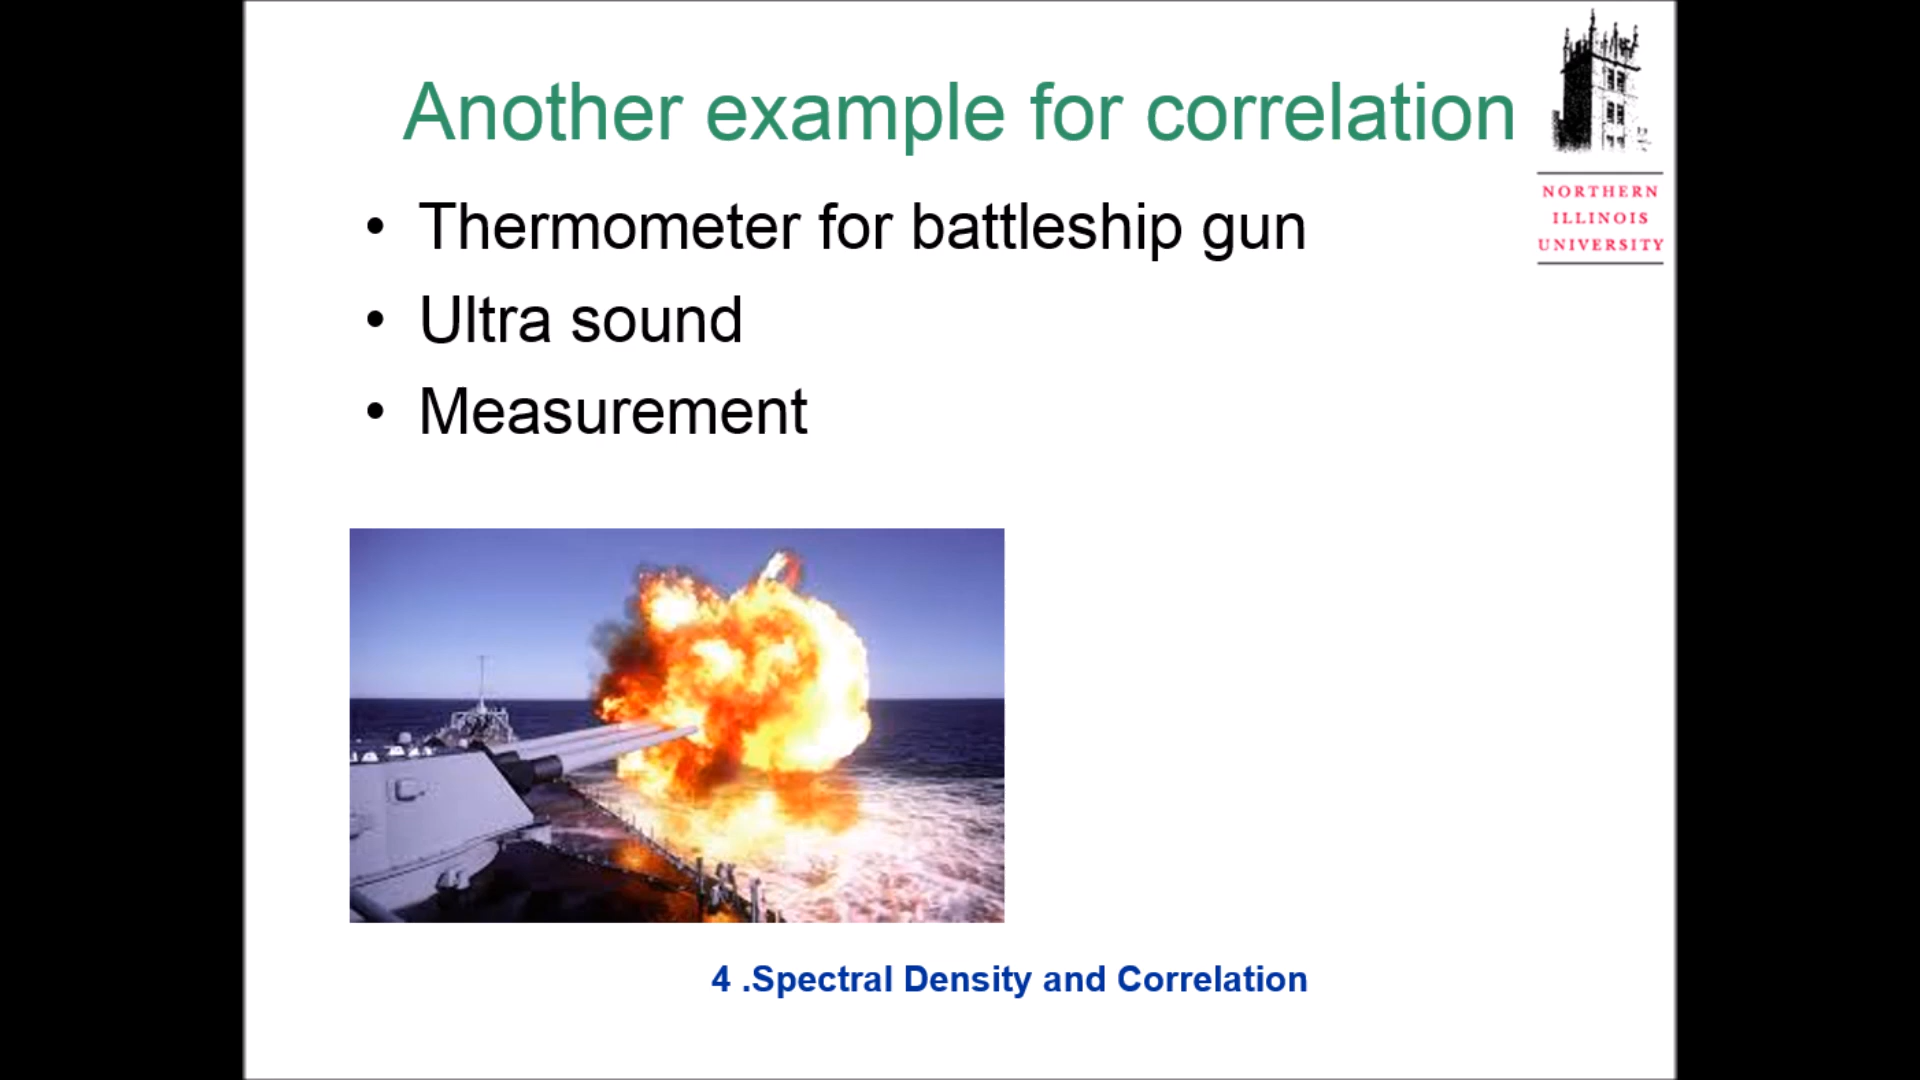 Another example for correlation
• Thermometer for battleship gun
• Ultra sound
• Measurement
NORTHERN
ILLINOIS
UNIVERSITY
4 .Spectral Density and Correlation